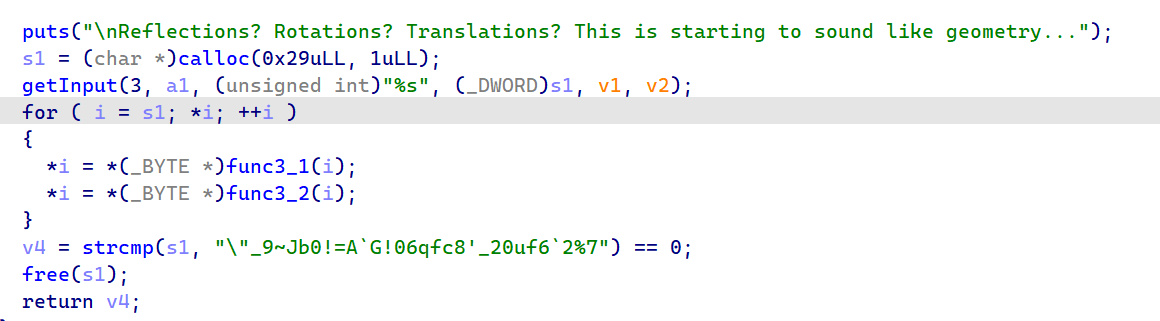 puts("\nReflections? Rotations? Translations? This is starting to sound like geometry...");
s1 = (char *)calloc(0x29uLL, 1uLL);
getInput(3, a1, (unsigned int)"%s", (_DWORD)s1, v1, v2);
for ( i = s1; *i; ++i )
{
*i = *(_BYTE *)func3_1(i);
*i = *(_BYTE *)func3_2(i);
}
v4 = strcmp(s1, "\"_9~Jb0!=A`G!06qfc8'_20uf6`2%7") == 0;
free(s1);
return v4;